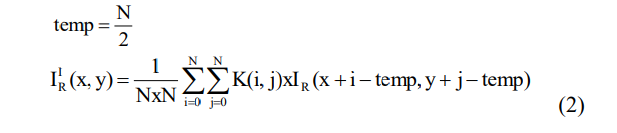 temp = N/2
I¹_R(x, y) = 1/NxN ∑_{i=0}^{N} ∑_{j=0}^{N} K(i, j)xI_R(x + i − temp, y + j − temp)
(2)